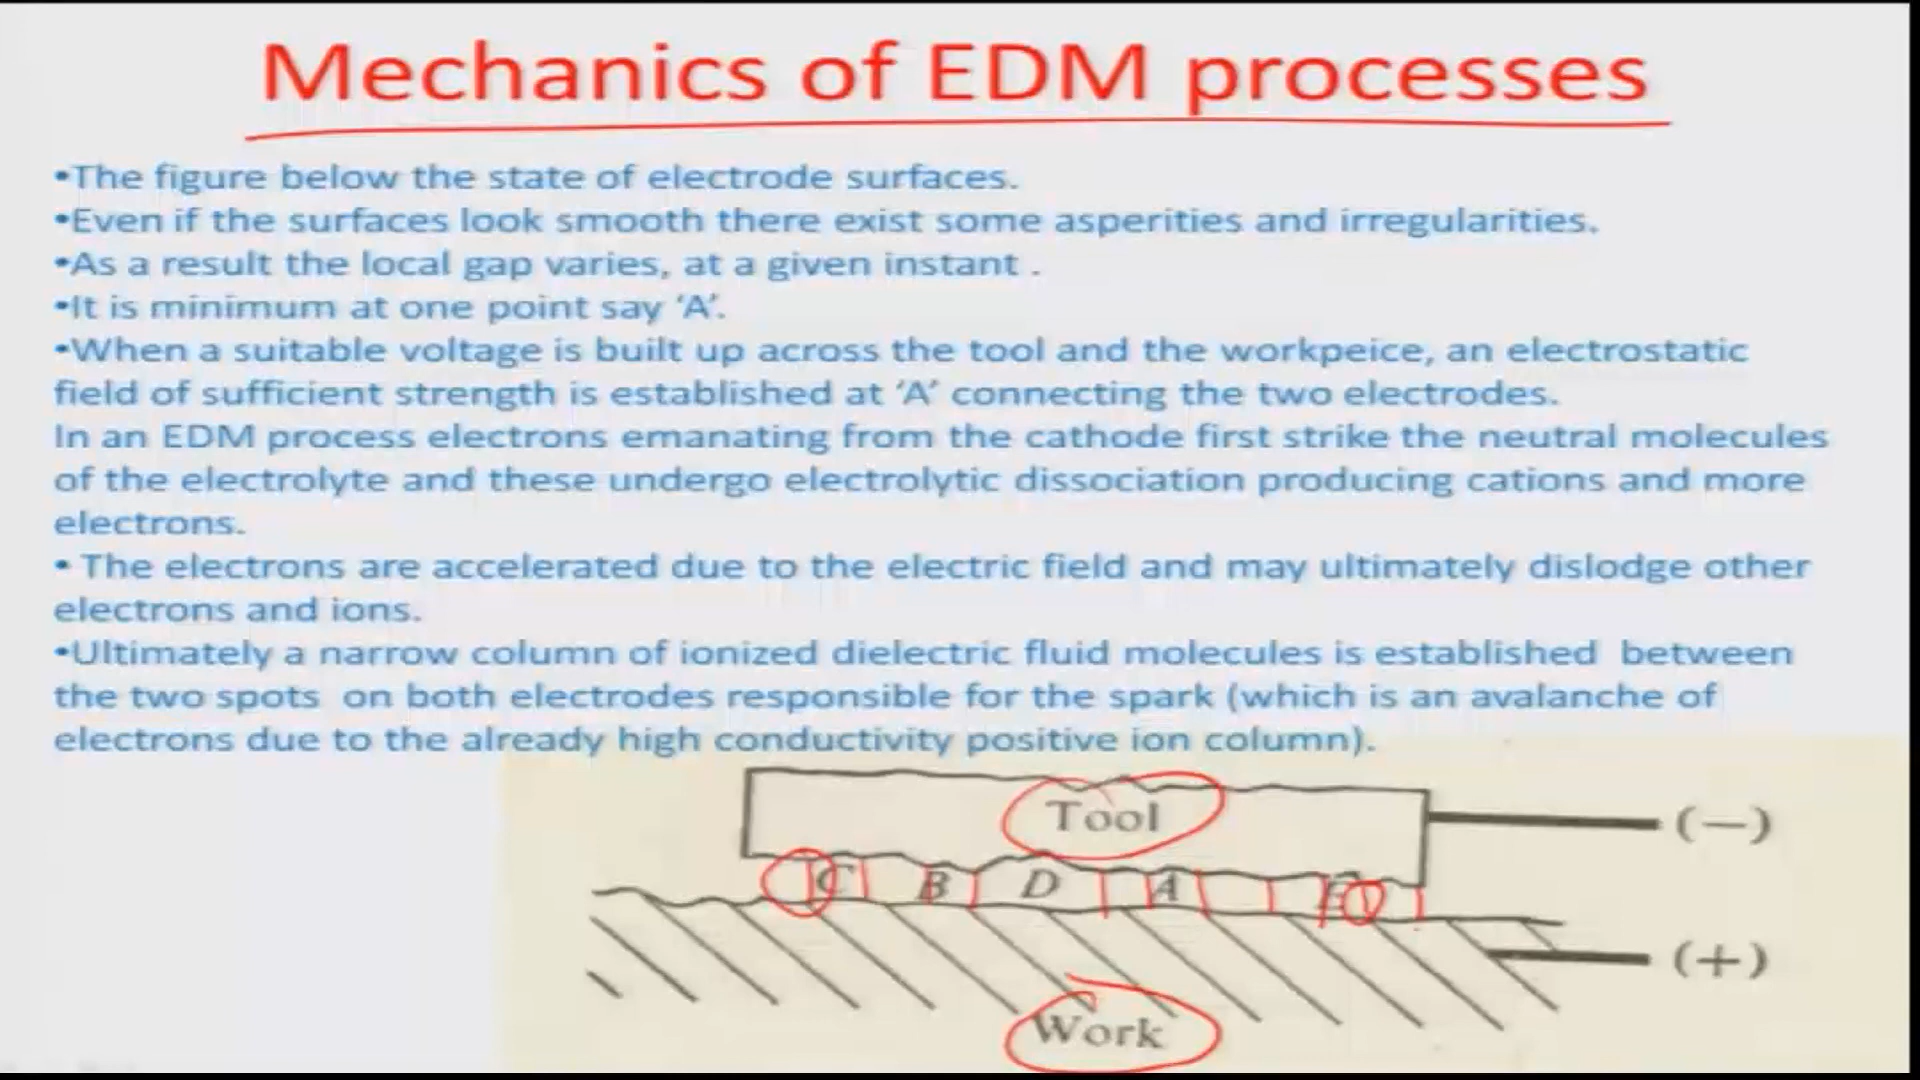 Mechanics of EDM processes
•The figure below the state of electrode surfaces.
•Even if the surfaces look smooth there exist some asperities and irregularities.
•As a result the local gap varies, at a given instant .
•It is minimum at one point say ‘A’.
•When a suitable voltage is built up across the tool and the workpeice, an electrostatic
field of sufficient strength is established at ‘A’ connecting the two electrodes.
In an EDM process electrons emanating from the cathode first strike the neutral molecules
of the electrolyte and these undergo electrolytic dissociation producing cations and more
electrons.
• The electrons are accelerated due to the electric field and may ultimately dislodge other
electrons and ions.
•Ultimately a narrow column of ionized dielectric fluid molecules is established between
the two spots on both electrodes responsible for the spark (which is an avalanche of
electrons due to the already high conductivity positive ion column).
Tool
(−)
C B D A E
(+)
Work